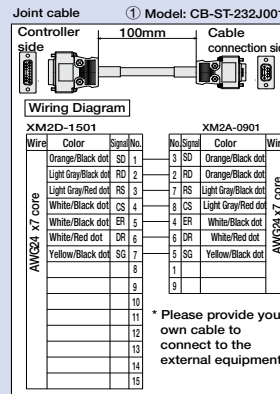 Joint cable ① Model: CB-ST-232J001
Controller side
100mm
Cable connection
Wiring Diagram
XM2D-1501
Wire Color Signal No.
AWG24 x7 core
Orange/Black dot SD 1
Light Gray/Black dot RD 2
Light Gray/Red dot RS 3
White/Black dot CS 4
White/Black dot ER 5
White/Red dot DR 6
Yellow/Black dot SG 7
8
9
10
11
12
13
14
15
XM2A-0901
No. Signal Color
3 SD Orange/Black dot
2 RD Orange/Black dot
7 RS Light Gray/Black dot
8 CS Light Gray/Red dot
4 ER White/Black dot
6 DR White/Red dot
5 SG Yellow/Black dot
1
9
AWG24 x7 core
* Please provide
own cable to
connect to the
external equipment